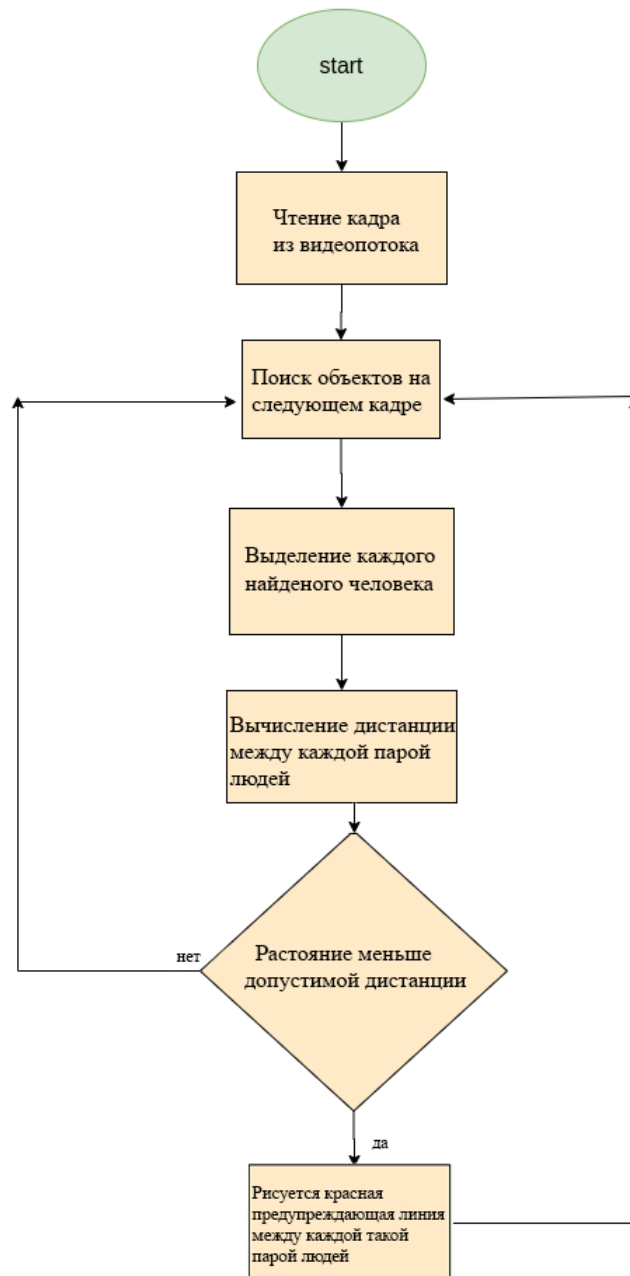 start
Чтение кадра
из видеопотока
Поиск объектов на
следующем кадре
Выделение каждого
найденого человека
Вычисление дистанции
между каждой парой
людей
нет
Растояние меньше
допустимой дистанции
да
Рисуется красная
предупреждающая линия
между каждой такой
парой людей